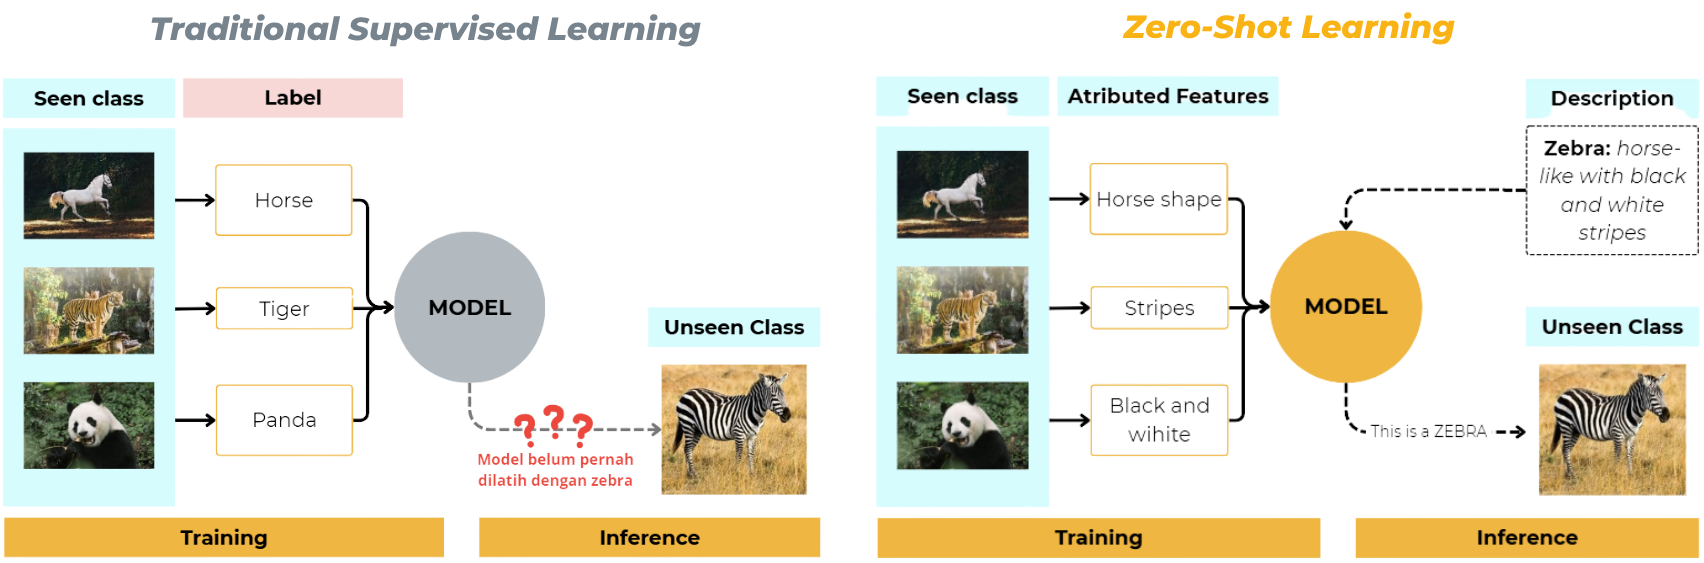 Traditional Supervised Learning
Seen class
Label
Horse
Tiger
Panda
MODEL
Unseen Class
???
Model belum pernah
dilatih dengan zebra
Training
Inference
Zero-Shot Learning
Seen class
Atributed Features
Description
Zebra: horse-
like with black
and white
stripes
Horse shape
Stripes
Black and
wihite
MODEL
Unseen Class
This is a ZEBRA
Training
Inference